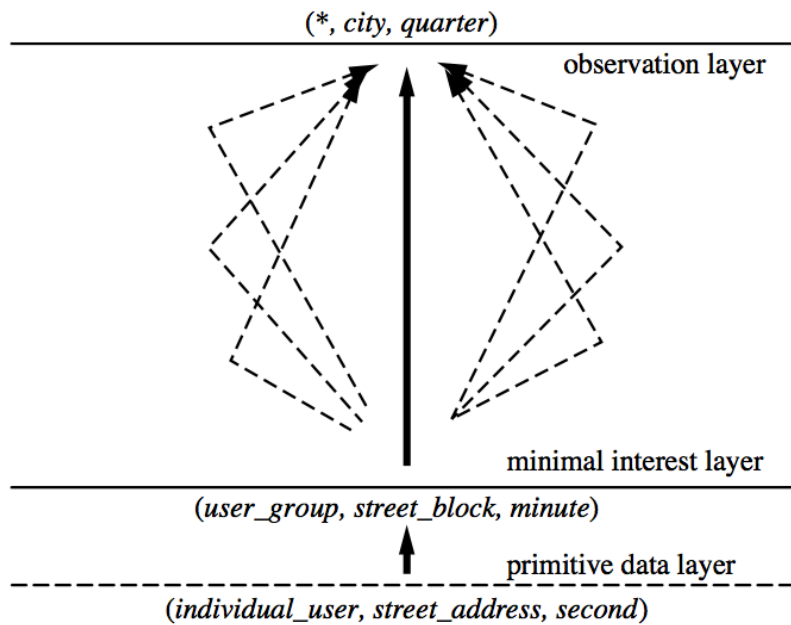 (*, city, quarter)
observation layer
minimal interest layer
(user_group, street_block, minute)
primitive data layer
(individual_user, street_address, second)